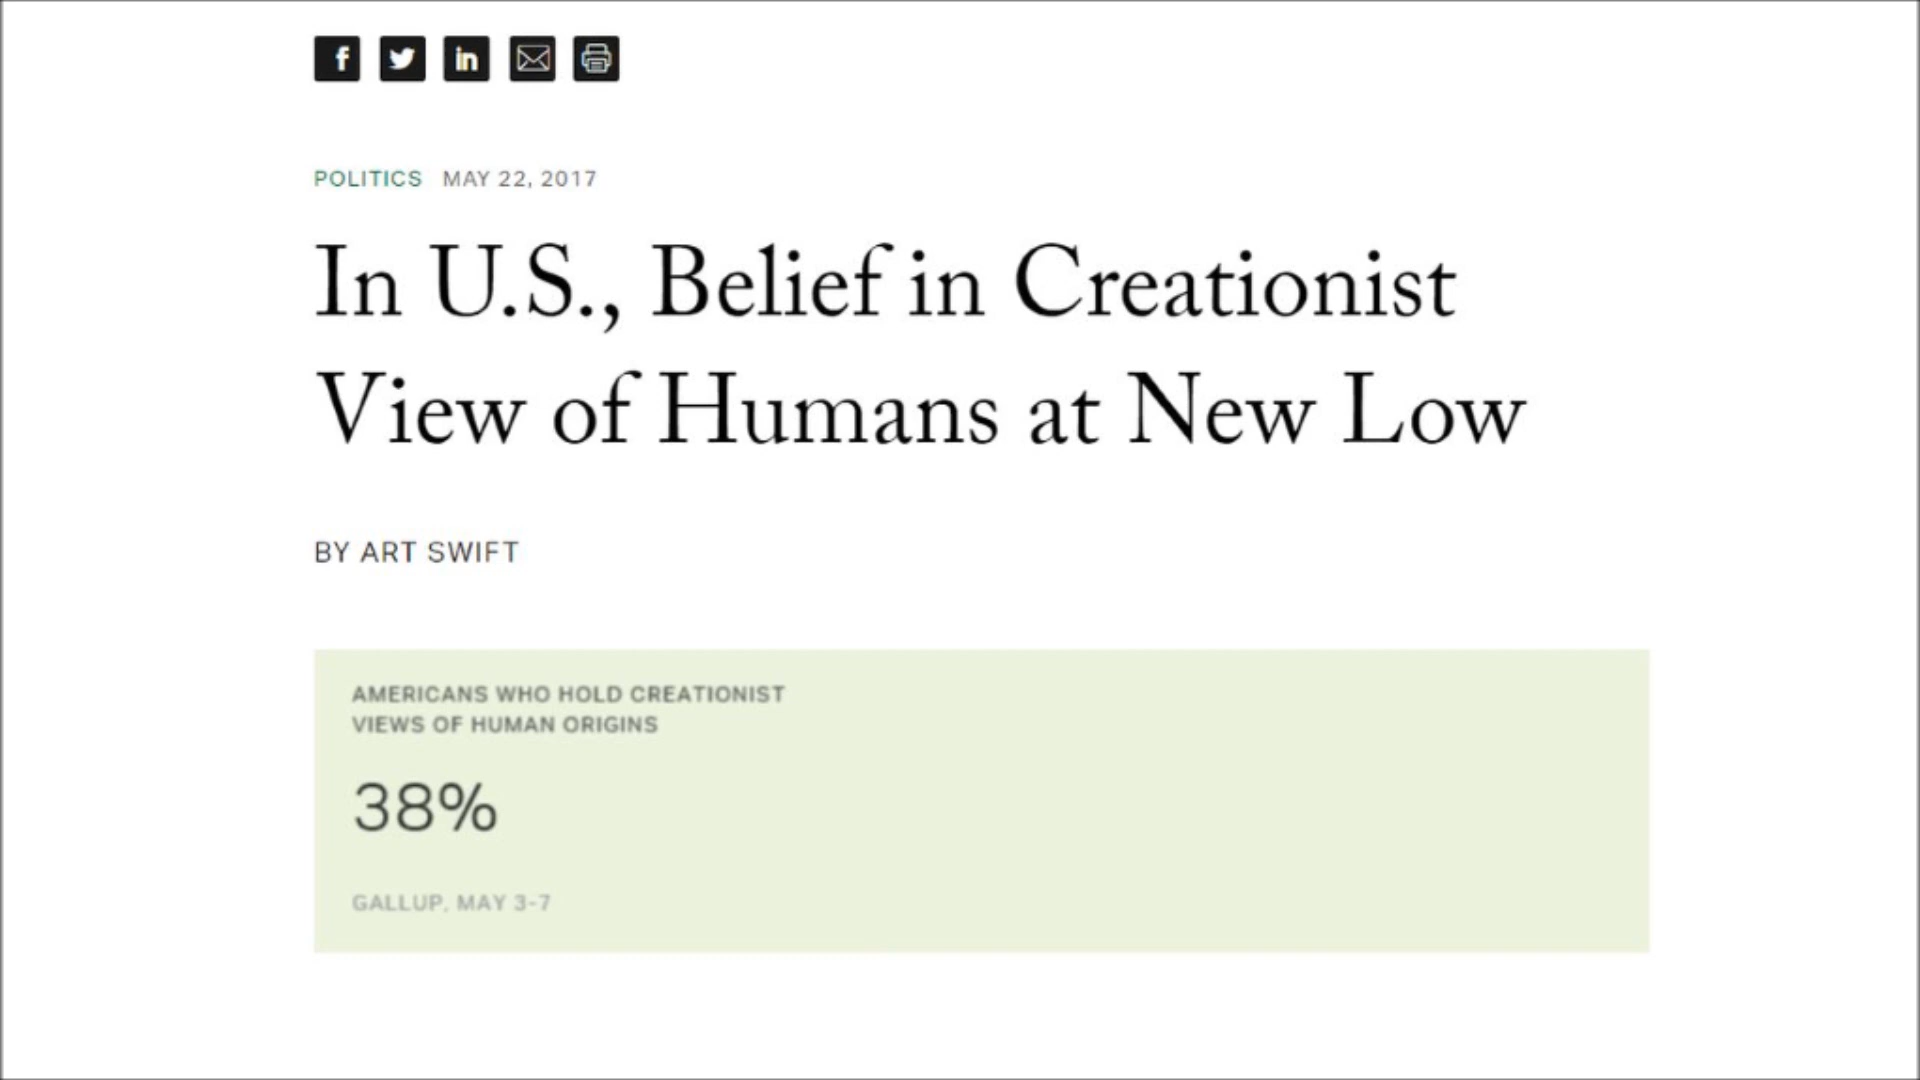 POLITICS MAY 22, 2017
In U.S., Belief in Creationist
View of Humans at New Low
BY ART SWIFT
AMERICANS WHO HOLD CREATIONIST
VIEWS OF HUMAN ORIGINS
38%
GALLUP, MAY 3-7